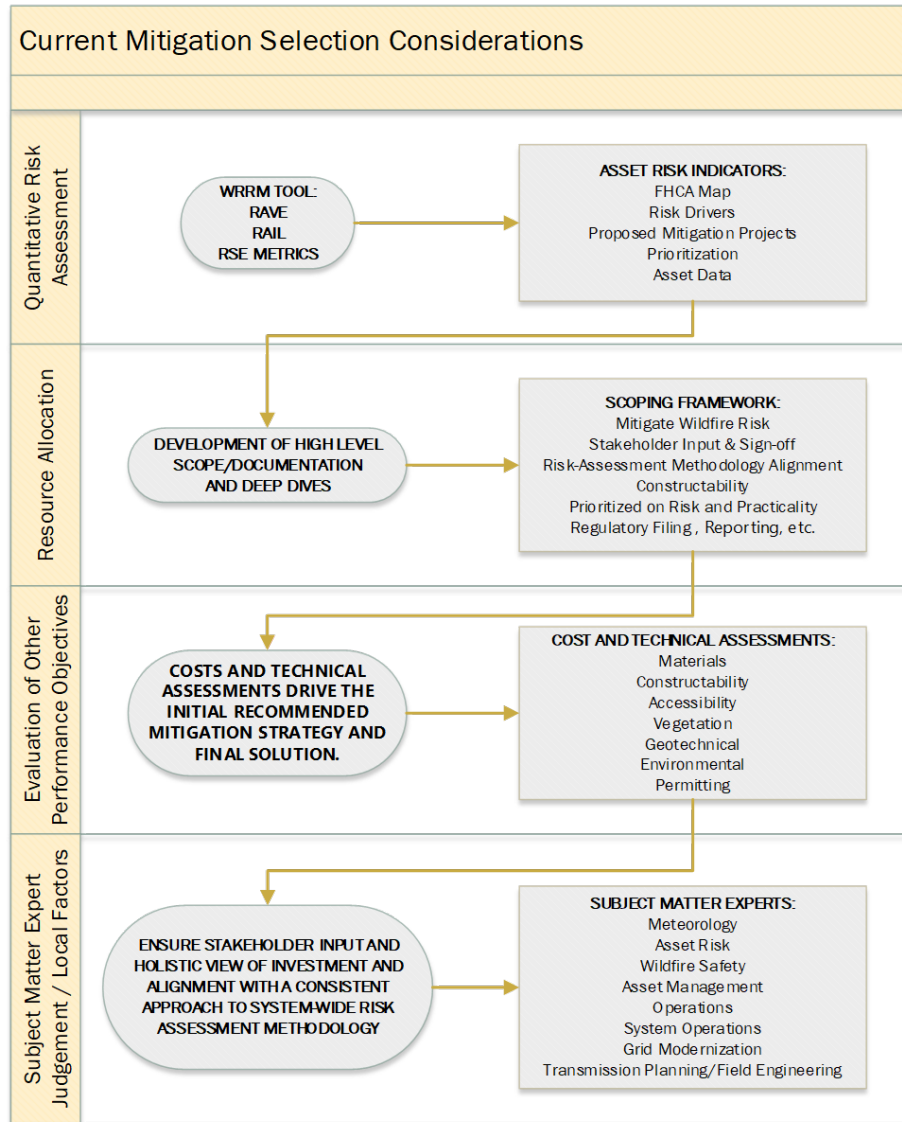 Current Mitigation Selection Considerations
Quantitative Risk
Assessment
WRRM TOOL:
RAVE
RAIL
RSE METRICS
ASSET RISK INDICATORS:
FHCA Map
Risk Drivers
Proposed Mitigation Projects
Prioritization
Asset Data
Resource Allocation
DEVELOPMENT OF HIGH LEVEL
SCOPE/DOCUMENTATION
AND DEEP DIVES
SCOPING FRAMEWORK:
Mitigate Wildfire Risk
Stakeholder Input & Sign-off
Risk-Assessment Methodology Alignment
Constructability
Prioritized on Risk and Practicality
Regulatory Filing , Reporting, etc.
Evaluation of Other
Performance Objectives
COSTS AND TECHNICAL
ASSESSMENTS DRIVE THE
INITIAL RECOMMENDED
MITIGATION STRATEGY AND
FINAL SOLUTION.
COST AND TECHNICAL ASSESSMENTS:
Materials
Constructability
Accessibility
Vegetation
Geotechnical
Environmental
Permitting
Subject Matter Expert
Judgement / Local Factors
ENSURE STAKEHOLDER INPUT AND
HOLISTIC VIEW OF INVESTMENT AND
ALIGNMENT WITH A CONSISTENT
APPROACH TO SYSTEM-WIDE RISK
ASSESSMENT METHODOLOGY
SUBJECT MATTER EXPERTS:
Meteorology
Asset Risk
Wildfire Safety
Asset Management
Operations
System Operations
Grid Modernization
Transmission Planning/Field Engineering